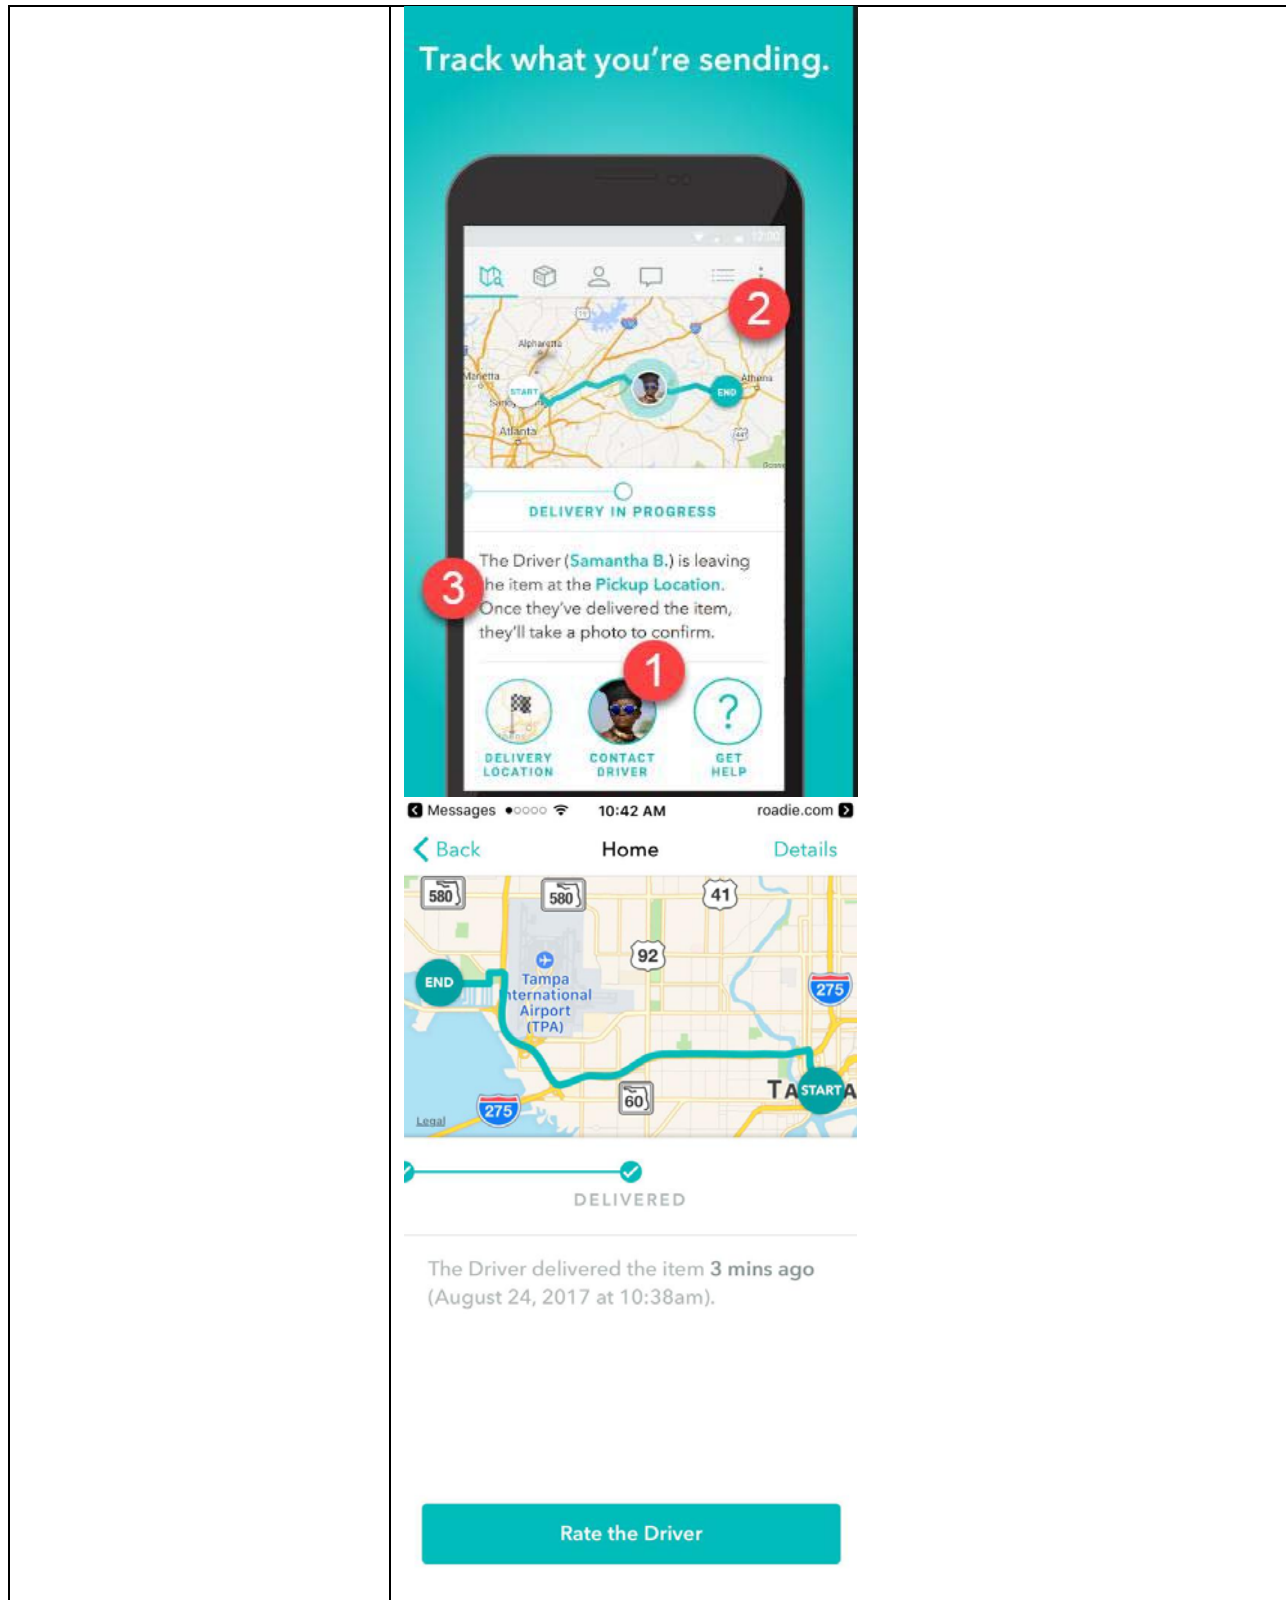 Track what you're sending.
12:00
2
Alpharetta
Marietta
START
END
Athens
Atlanta
DELIVERY IN PROGRESS
The Driver (Samantha B.) is leaving
3
the item at the Pickup Location.
Once they've delivered the item,
they'll take a photo to confirm.
1
?
DELIVERY
LOCATION
CONTACT
DRIVER
GET
HELP
Messages
10:42 AM
roadie.com
Back
Home
Details
580
580
41
92
END
Tampa
International
Airport
(TPA)
275
START
60
275
Legal
DELIVERED
The Driver delivered the item 3 mins ago
(August 24, 2017 at 10:38am).
Rate the Driver